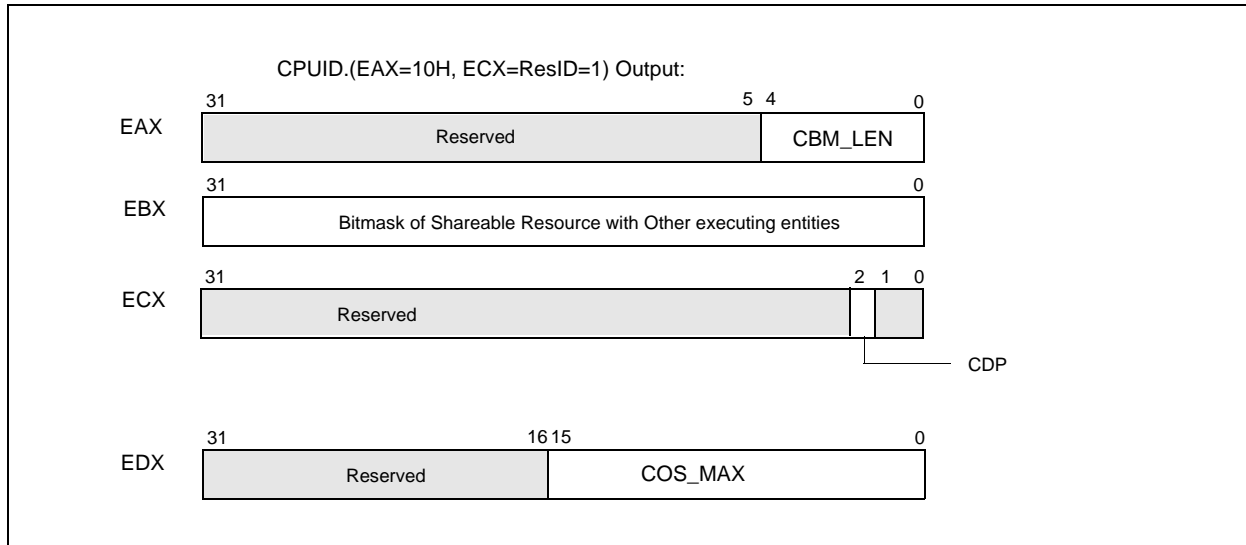 CPUID.(EAX=10H, ECX=ResID=1) Output:
31 5 4 0
EAX Reserved CBM_LEN
31 0
EBX Bitmask of Shareable Resource with Other executing entities
31 2 1 0
ECX Reserved
CDP
31 16 15 0
EDX Reserved COS_MAX